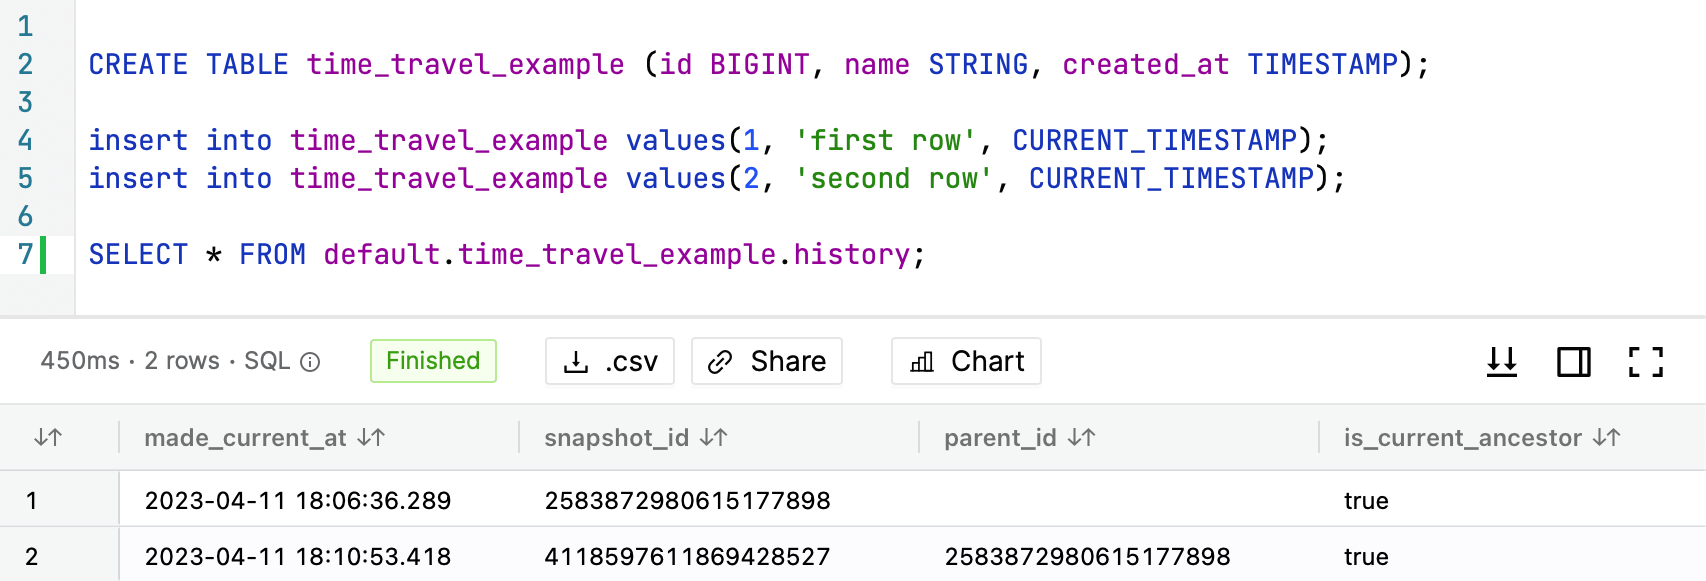 1
2 CREATE TABLE time_travel_example (id BIGINT, name STRING, created_at TIMESTAMP);
3
4 insert into time_travel_example values(1, 'first row', CURRENT_TIMESTAMP);
5 insert into time_travel_example values(2, 'second row', CURRENT_TIMESTAMP);
6
7 SELECT * FROM default.time_travel_example.history;
450ms · 2 rows · SQL Finished .csv Share Chart
made_current_at snapshot_id parent_id is_current_ancestor
1 2023-04-11 18:06:36.289 2583872980615177898 true
2 2023-04-11 18:10:53.418 4118597611869428527 2583872980615177898 true